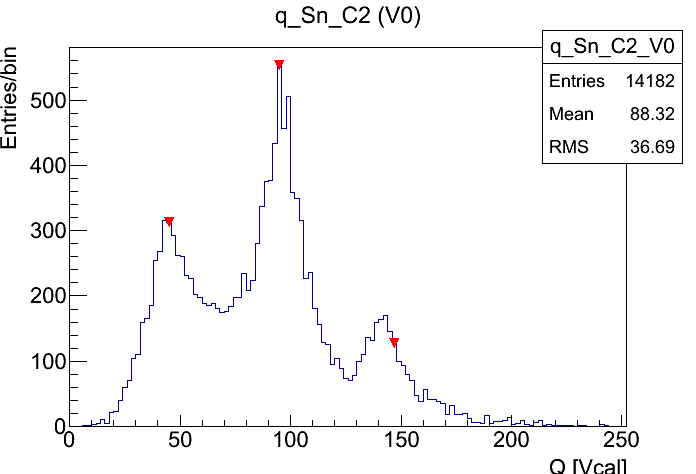 q_Sn_C2 (V0)
q_Sn_C2_V0
Entries 14182
Mean 88.32
RMS 36.69
Entries/bin
500
400
300
200
100
0
0 50 100 150 200 250
Q [Vcal]